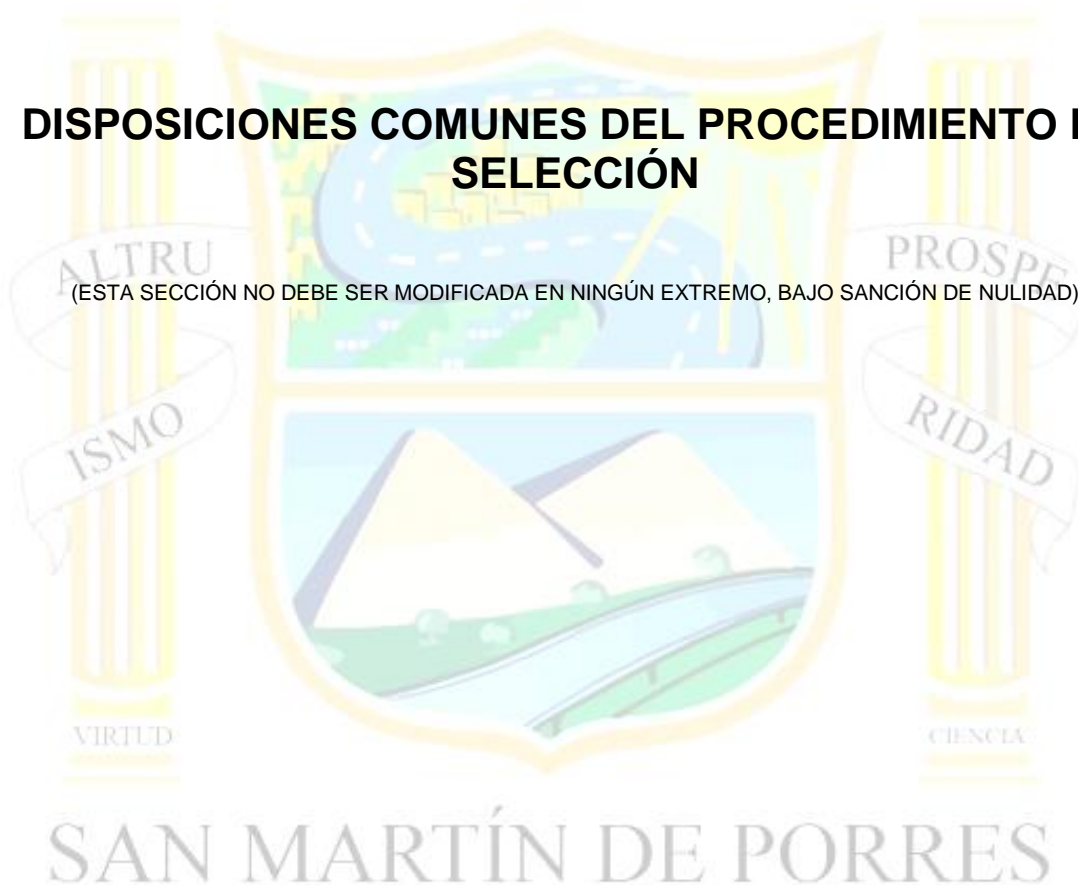 DISPOSICIONES COMUNES DEL PROCEDIMIENTO
SELECCIÓN
ALTRU
PROSPE
(ESTA SECCIÓN NO DEBE SER MODIFICADA EN NINGÚN EXTREMO, BAJO SANCIÓN DE NULIDAD)
ISMO
RIDAD
VIRTUD
CIENCIA
SAN MARTÍN DE PORRES